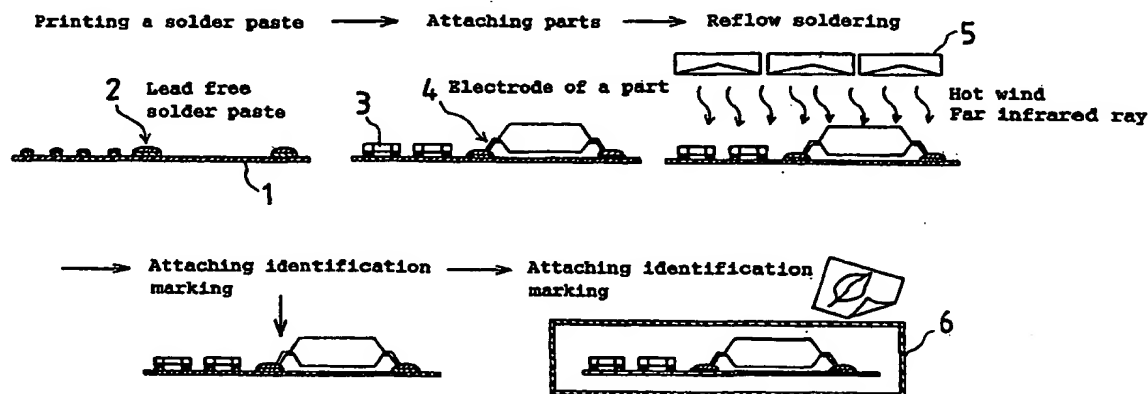 Printing a solder paste
Attaching parts
Reflow soldering
5
2
Lead free
solder paste
3
4
Electrode of a part
Hot wind
Far infrared ray
1
Attaching identification
marking
Attaching identification
marking
6